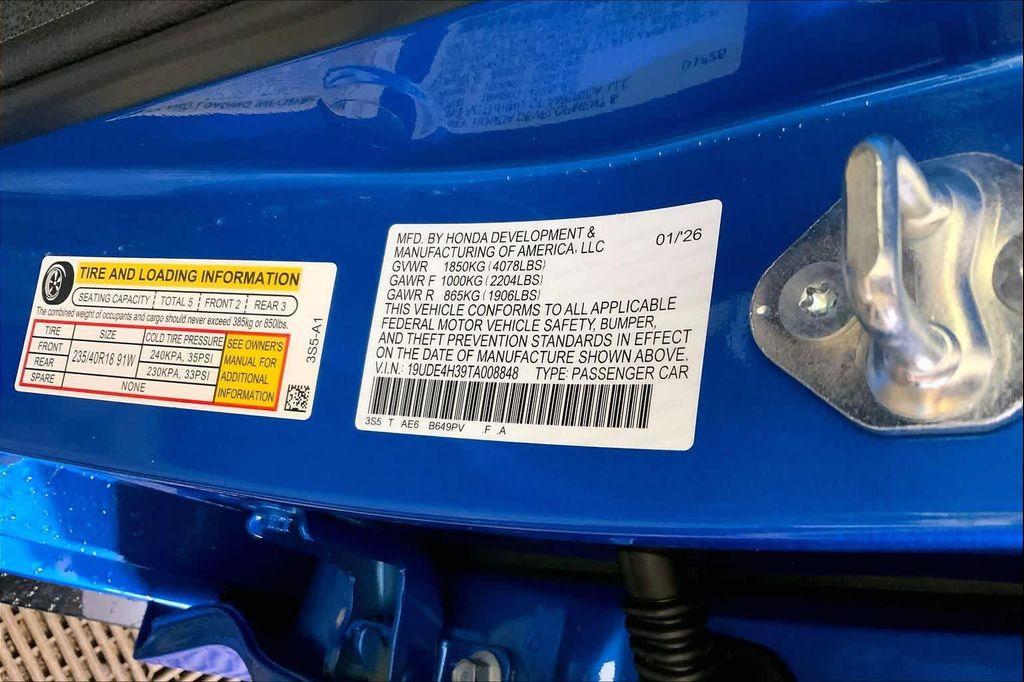 TIRE AND LOADING INFORMATION
SEATING CAPACITY TOTAL 5 FRONT 2 REAR 3
The combined weight of occupants and cargo should never exceed 385kg or 850lbs.
TIRE SIZE COLD TIRE PRESSURE
FRONT 235/40R18 91W 240KPA, 35PSI
REAR 230KPA, 33PSI
SPARE NONE
SEE OWNER'S
MANUAL FOR
ADDITIONAL
INFORMATION
3S5-A1
MFD. BY HONDA DEVELOPMENT &
MANUFACTURING OF AMERICA, LLC
01/'26
GVWR 1850KG (4078LBS)
GAWR F 1000KG (2204LBS)
GAWR R 865KG (1906LBS)
THIS VEHICLE CONFORMS TO ALL APPLICABLE
FEDERAL MOTOR VEHICLE SAFETY, BUMPER,
AND THEFT PREVENTION STANDARDS IN EFFECT
ON THE DATE OF MANUFACTURE SHOWN ABOVE.
V.I.N.: 19UDE4H39TA008848 TYPE: PASSENGER CAR
3S5 T AE6 B649PV .F .A